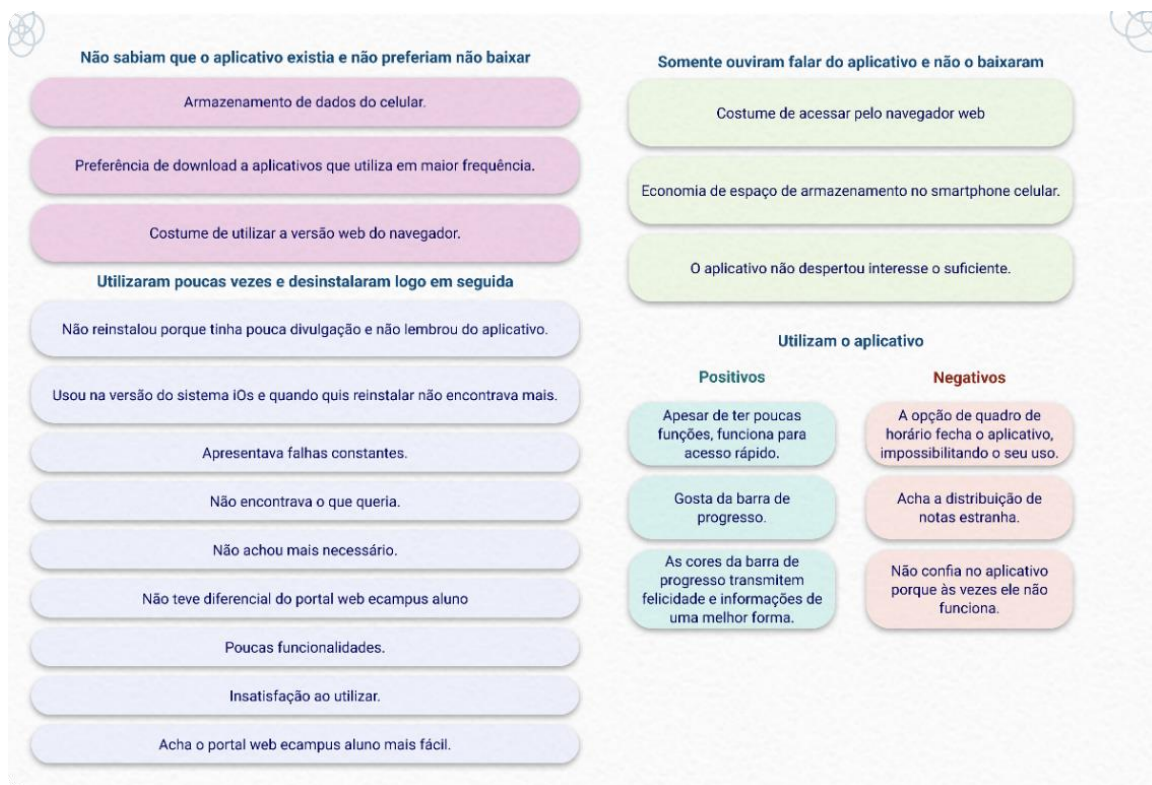 Não sabiam que o aplicativo existia e não preferiam não baixar
Armazenamento de dados do celular.
Preferência de download a aplicativos que utiliza em maior frequência.
Costume de utilizar a versão web do navegador.
Utilizaram poucas vezes e desinstalaram logo em seguida
Não reinstalou porque tinha pouca divulgação e não lembrou do aplicativo.
Usou na versão do sistema iOs e quando quis reinstalar não encontrava mais.
Apresentava falhas constantes.
Não encontrava o que queria.
Não achou mais necessário.
Não teve diferencial do portal web ecampus aluno
Poucas funcionalidades.
Insatisfação ao utilizar.
Acha o portal web ecampus aluno mais fácil.
Somente ouviram falar do aplicativo e não o baixaram
Costume de acessar pelo navegador web
Economia de espaço de armazenamento no smartphone celular.
O aplicativo não despertou interesse o suficiente.
Utilizam o aplicativo
Positivos
Apesar de ter poucas
funções, funciona para
acesso rápido.
Gosta da barra de
progresso.
As cores da barra de
progresso transmitem
felicidade e informações de
uma melhor forma.
Negativos
A opção de quadro de
horário fecha o aplicativo,
impossibilitando o seu uso.
Acha a distribuição de
notas estranha.
Não confia no aplicativo
porque às vezes ele não
funciona.